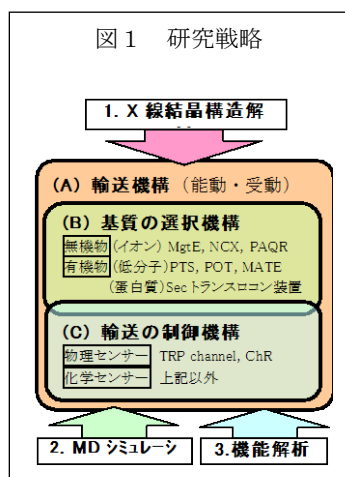 図１　研究戦略
1. X 線結晶構造解
(A) 輸送機構（能動・受動）
(B) 基質の選択機構
無機物(イオン) MgtE, NCX, PAQR
有機物(低分子)PTS, POT, MATE
(蛋白質)Secトランスロコン装置
(C) 輸送の制御機構
物理センサー TRP channel, ChR
化学センサー 上記以外
2. MD シミュレーシ 3.機能解析